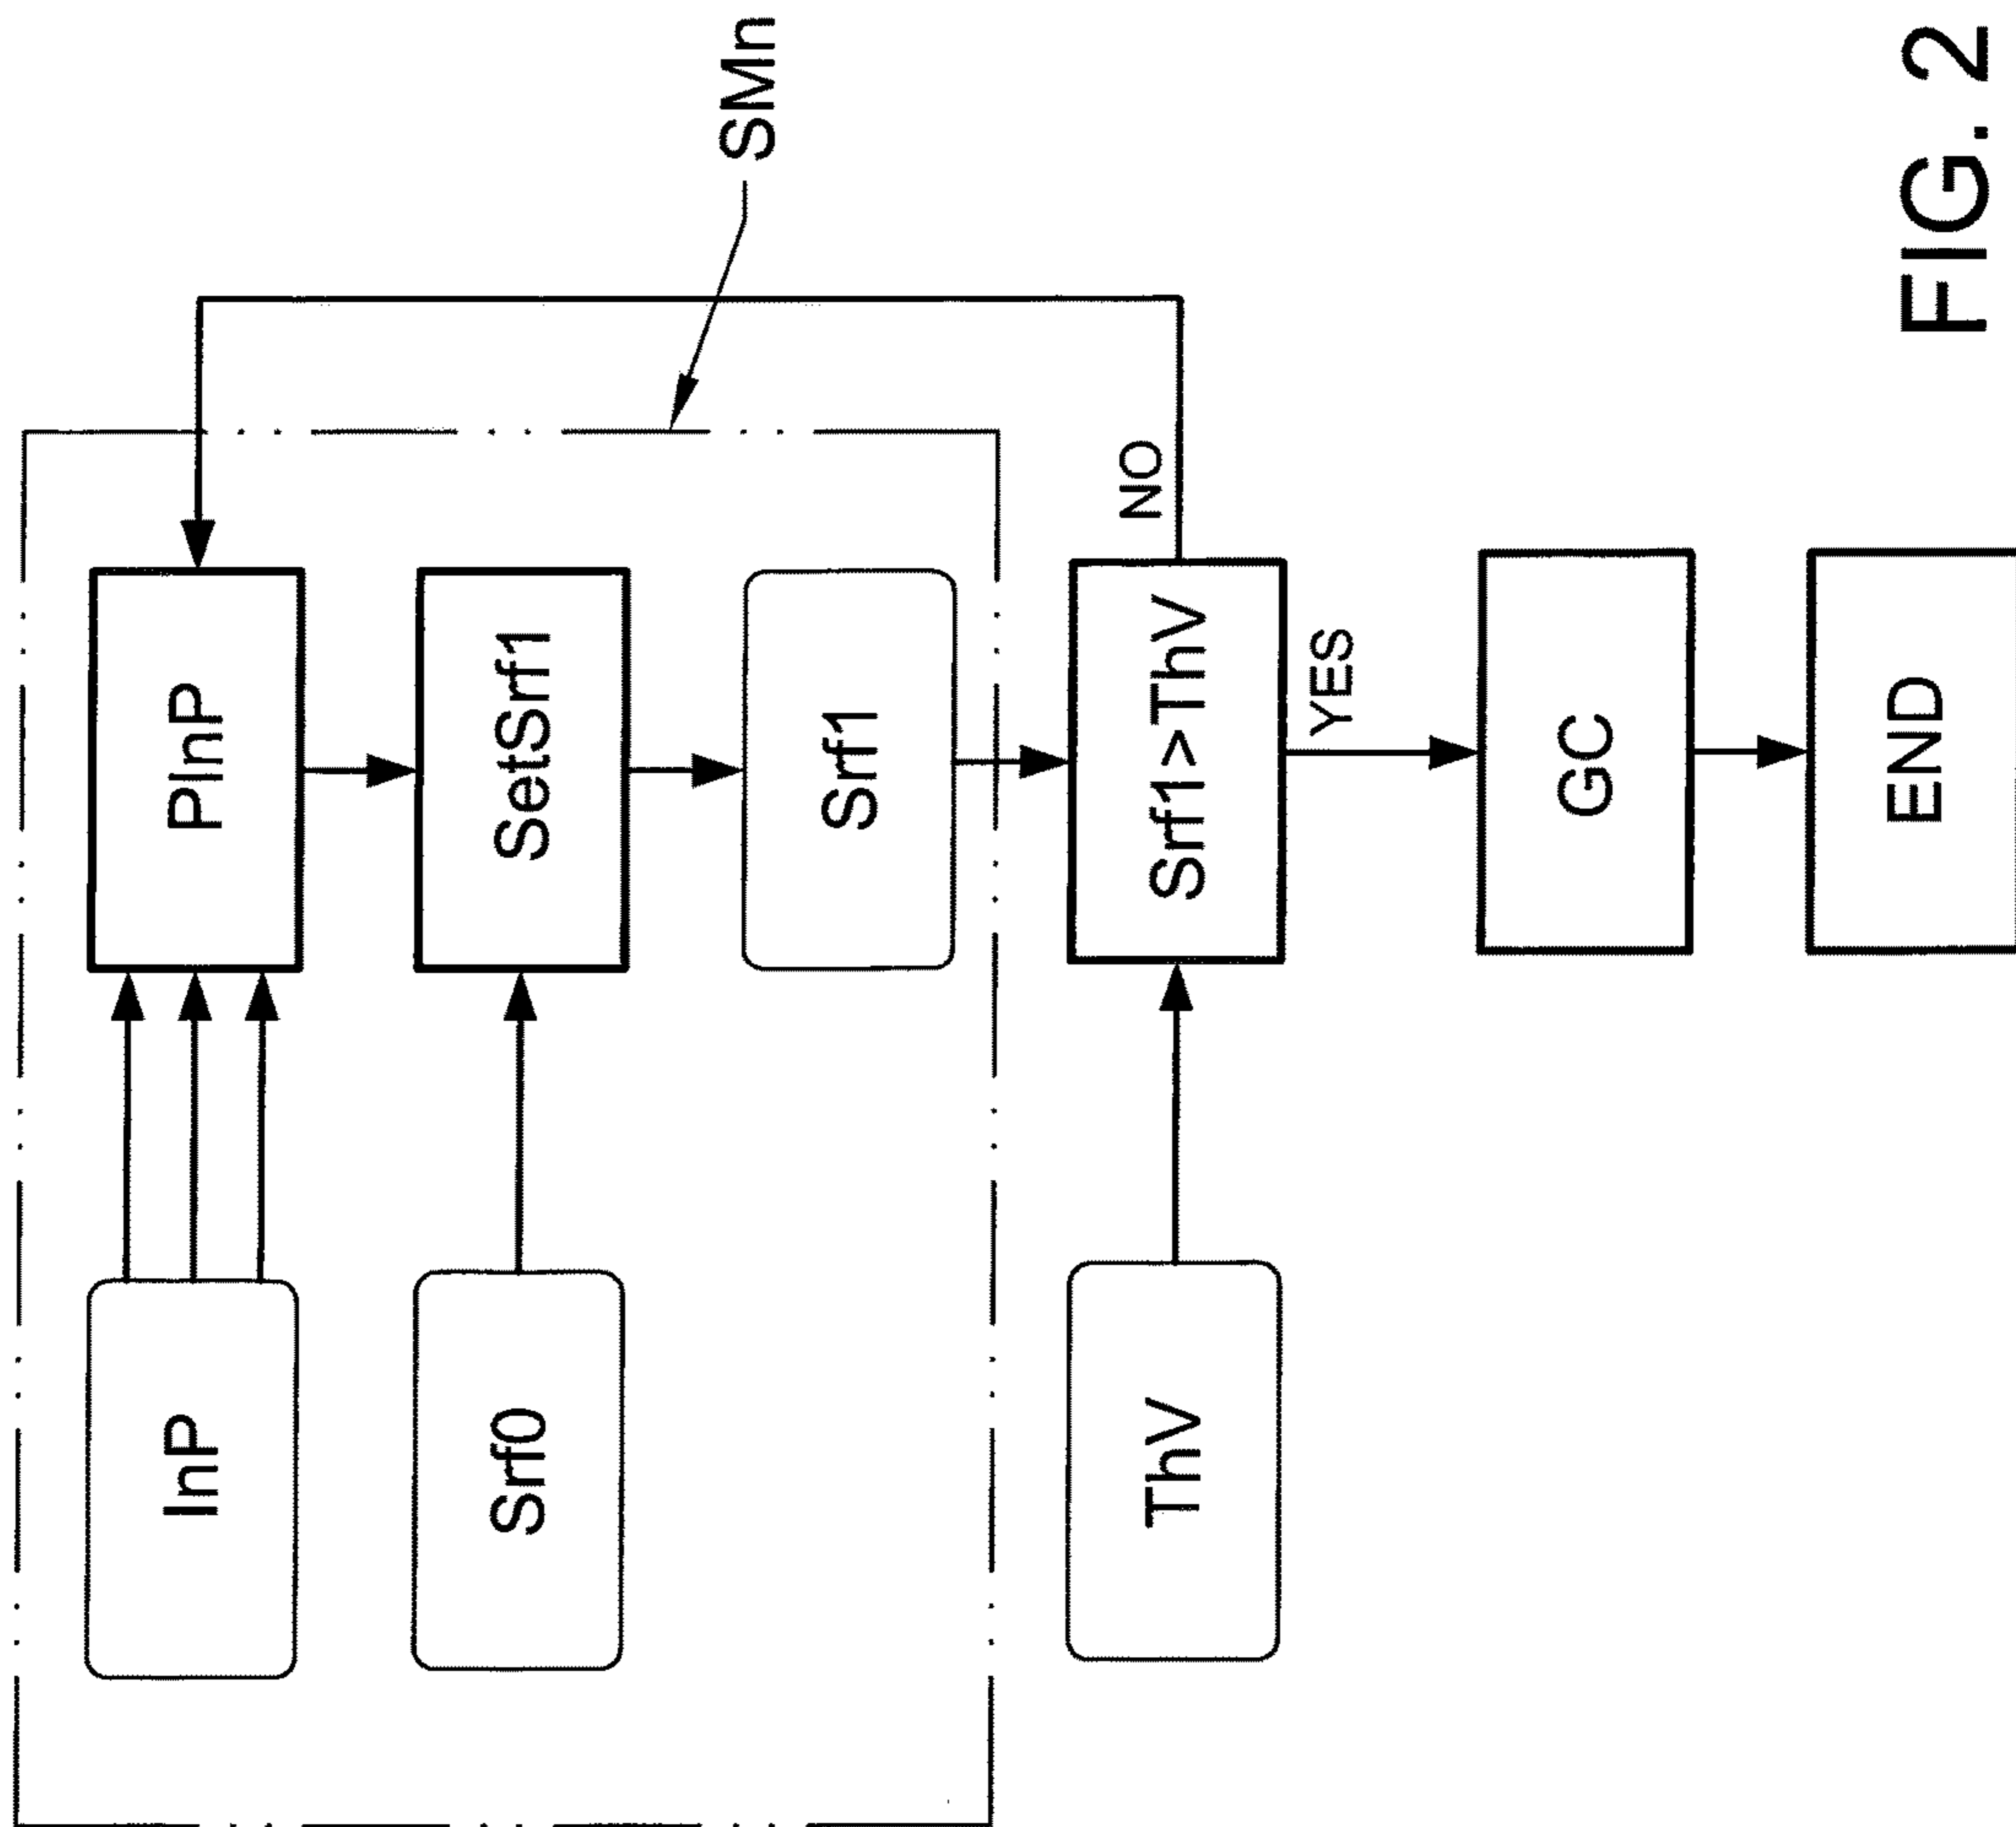 SMn
InP
PInP
Srf0
SetSrf1
Srf1
NO
ThV
Srf1>ThV
YES
GC
END
FIG. 2